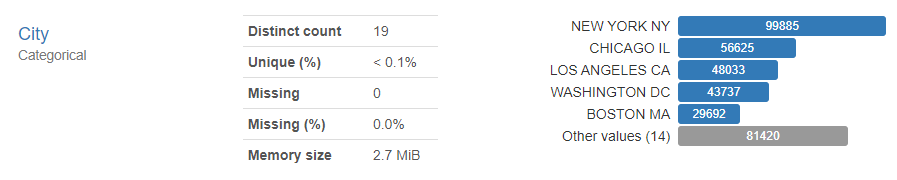 City
Categorical
Distinct count 19
Unique (%) < 0.1%
Missing 0
Missing (%) 0.0%
Memory size 2.7 MiB
NEW YORK NY 99885
CHICAGO IL 56625
LOS ANGELES CA 48033
WASHINGTON DC 43737
BOSTON MA 29692
Other values (14) 81420